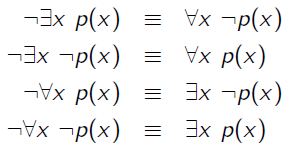 ¬∃x p(x) ≡ ∀x ¬p(x)
¬∃x ¬p(x) ≡ ∀x p(x)
¬∀x p(x) ≡ ∃x ¬p(x)
¬∀x ¬p(x) ≡ ∃x p(x)